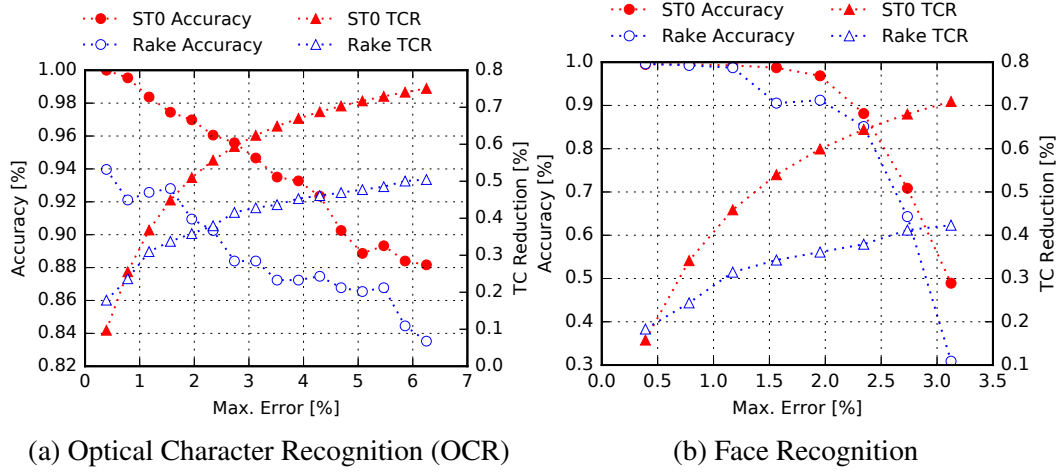 ST0 Accuracy ST0 TCR
Rake Accuracy Rake TCR
1.00
0.98
0.96
0.94
0.92
0.90
0.88
0.86
0.84
0.82
Accuracy [%]
0.8
0.7
0.6
0.5
0.4
0.3
0.2
0.1
0.0
TC Reduction [%]
0 1 2 3 4 5 6 7
Max. Error [%]
(a) Optical Character Recognition (OCR)
ST0 Accuracy ST0 TCR
Rake Accuracy Rake TCR
1.0
0.9
0.8
0.7
0.6
0.5
0.4
0.3
Accuracy [%]
0.8
0.7
0.6
0.5
0.4
0.3
0.2
0.1
TC Reduction [%]
0.0 0.5 1.0 1.5 2.0 2.5 3.0 3.5
Max. Error [%]
(b) Face Recognition